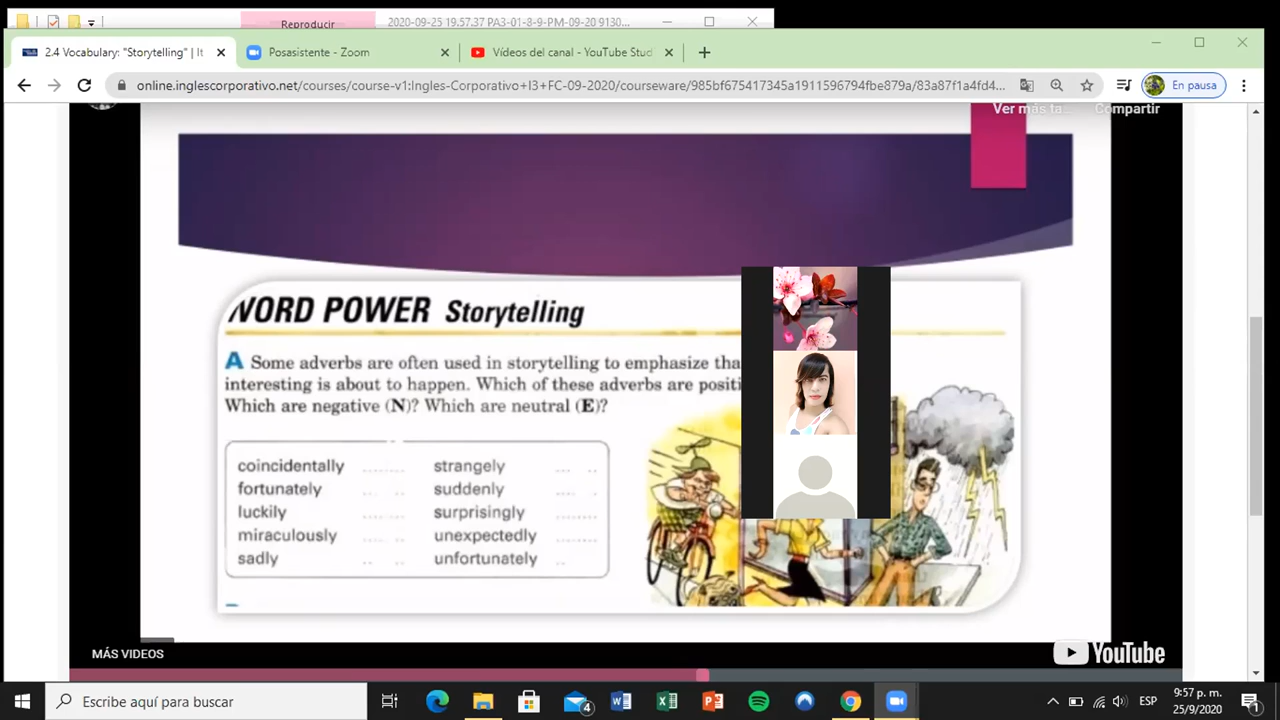 Reproducir
2020-09-25 19.57.37 PA3-01-8-9-PM-09-20 9130...
2.4 Vocabulary: "Storytelling" | It
Posasistente - Zoom
Vídeos del canal - YouTube Stud
online.inglescorporativo.net/courses/course-v1:Ingles-Corporativo+I3+FC-09-2020/courseware/985bf675417345a1911596794fbe879a/83a87f1a4fd4...
En pausa
Ver más ta...
Compartir
WORD POWER Storytelling
A Some adverbs are often used in storytelling to emphasize tha
interesting is about to happen. Which of these adverbs are positi
Which are negative (N)? Which are neutral (E)?
coincidentally strangely
fortunately suddenly
luckily surprisingly
miraculously unexpectedly
sadly unfortunately
MÁS VIDEOS
YouTube
Escribe aquí para buscar
4
ESP
9:57 p. m.
25/9/2020
1